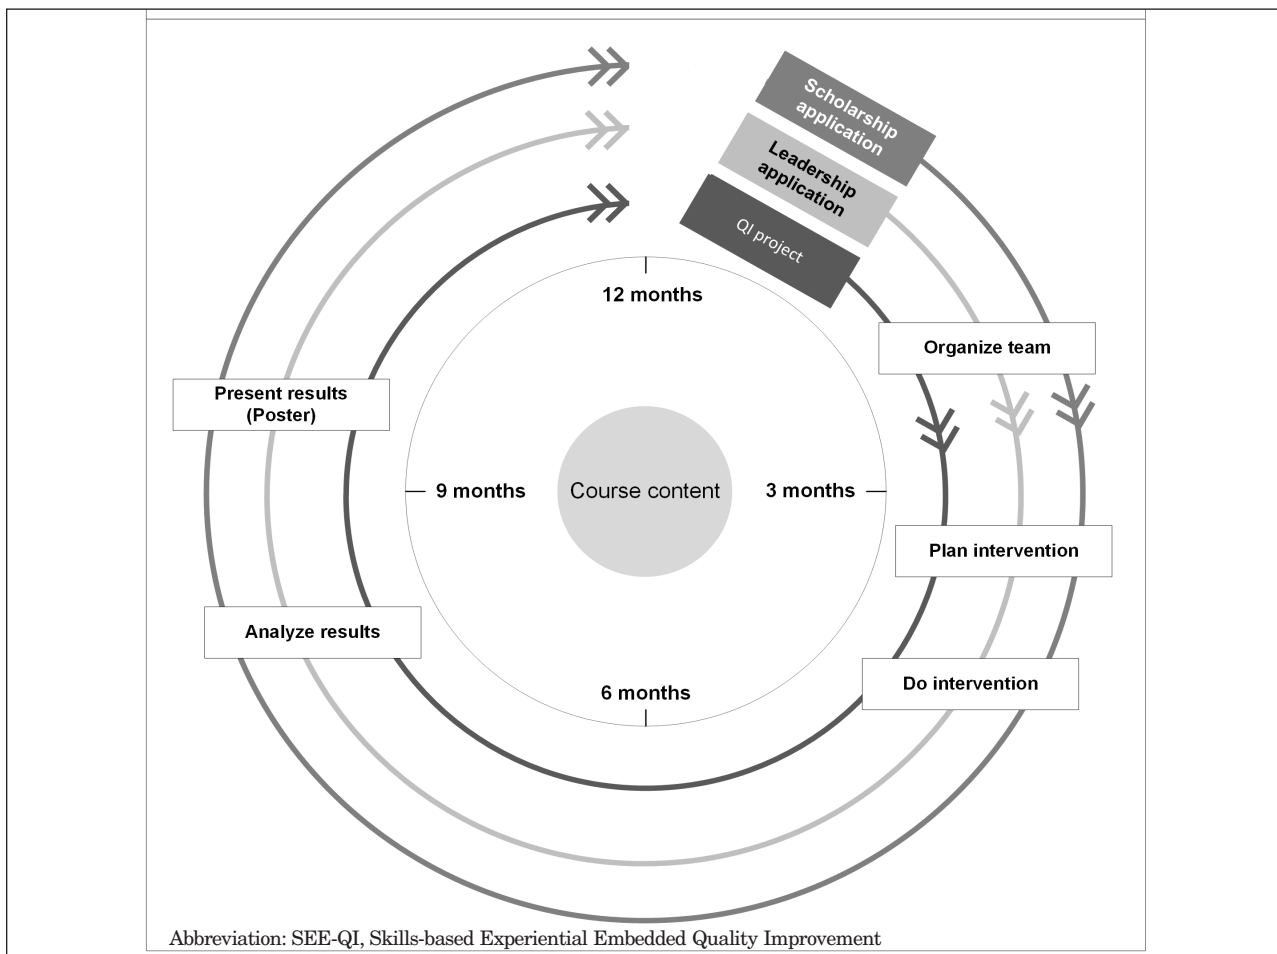 Scholarship
application
Leadership
application
QI project
12 months
Organize team
Present results
(Poster)
9 months
Course content
3 months
Plan intervention
Analyze results
Do intervention
6 months
Abbreviation: SEE-QI, Skills-based Experiential Embedded Quality Improvement